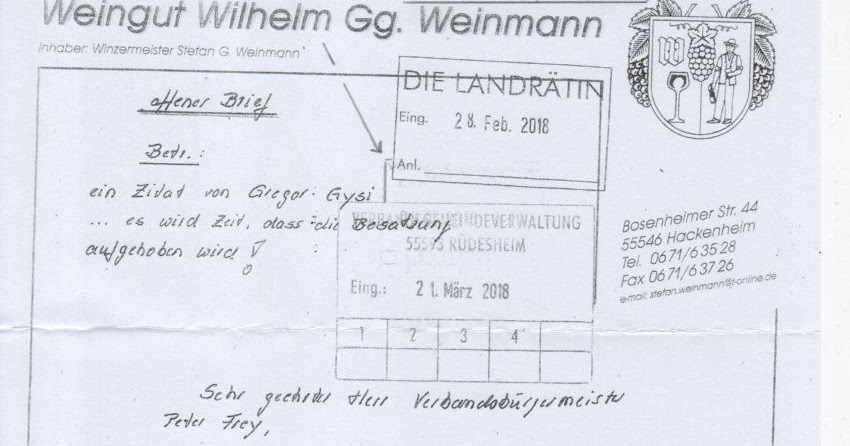 Weingut Wilhelm Gg. Weinmann
Inhaber: Winzermeister Stefan G. Weinmann
DIE LANDRÄTIN
Eing. 28. Feb. 2018
Anl.
offener Brief
Betr.:
ein Zitat von Gregor Gysi
... es wird Zeit, dass die Besatzung
aufgehoben wird !
VERBANDSGEMEINDEVERWALTUNG
55593 RÜDESHEIM
Eing.: 21. März 2018
1 2 3 4
Bosenheimer Str. 44
55546 Hackenheim
Tel. 0671/63528
Fax 0671/63726
e-mail: stefan.weinmann@t-online.de
Sehr geehrter Herr Verbandsbürgermeister
Peter Frey,